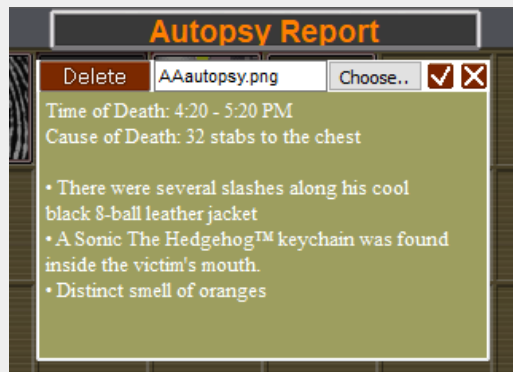 Autopsy Report
Delete AAautopsy.png Choose..
Time of Death: 4:20 - 5:20 PM
Cause of Death: 32 stabs to the chest
• There were several slashes along his cool
black 8-ball leather jacket
• A Sonic The Hedgehog™ keychain was found
inside the victim's mouth.
• Distinct smell of oranges